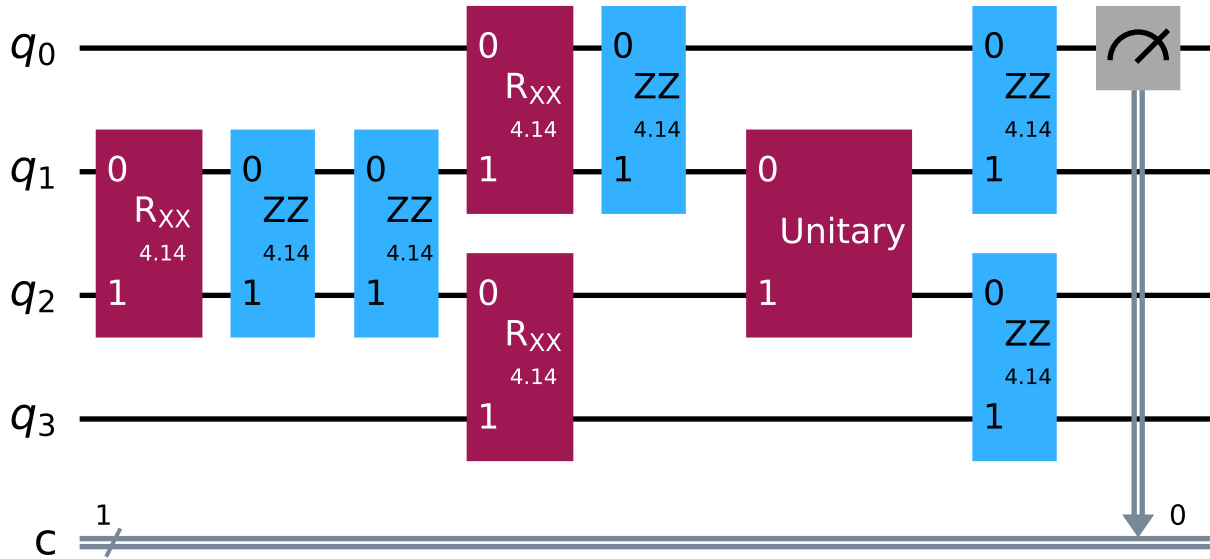 q0 0 0 0
RXX ZZ ZZ
4.14 4.14 4.14
q1 0 0 0 1 1 0 1
RXX ZZ ZZ Unitary
4.14 4.14 4.14
q2 1 1 1 0 1 0
RXX ZZ
4.14 4.14
q3 1 1
1 0
c